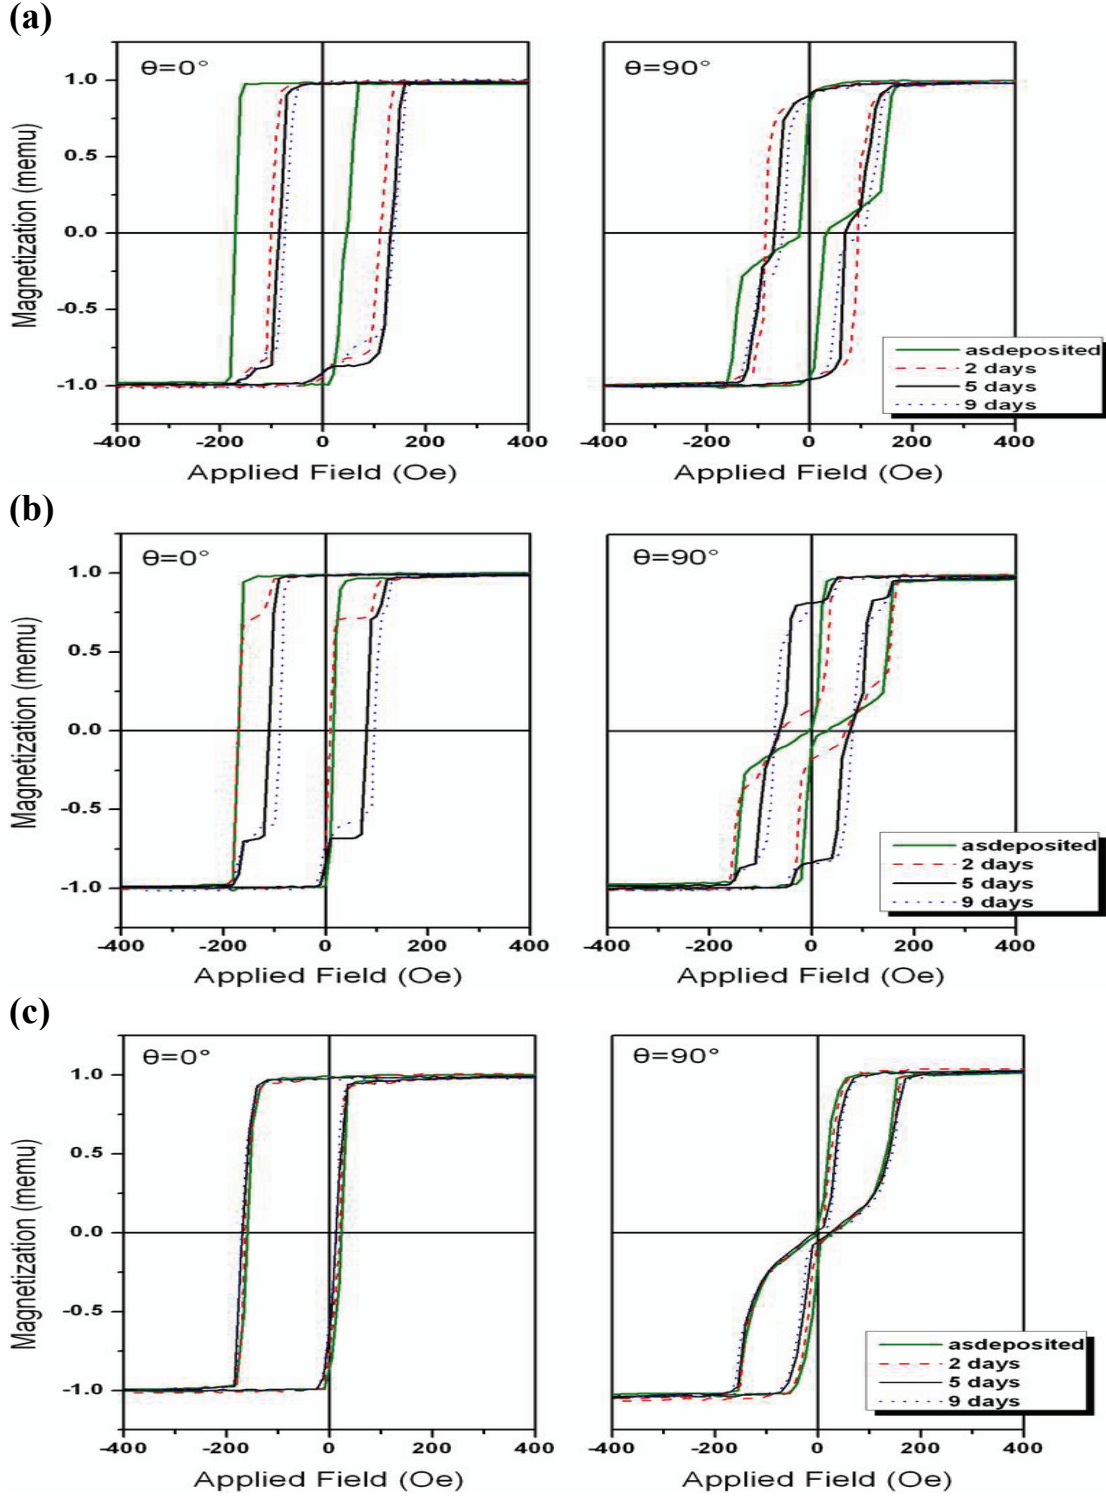 (a)
θ=0°
θ=90°
1.0
0.5
0.0
-0.5
-1.0
Magnetization (memu)
asdeposited
2 days
5 days
9 days
-400 -200 0 200 400
-400 -200 0 200 400
Applied Field (Oe)
Applied Field (Oe)
(b)
θ=0°
θ=90°
1.0
0.5
0.0
-0.5
-1.0
Magnetization (memu)
asdeposited
2 days
5 days
9 days
-400 -200 0 200 400
-400 -200 0 200 400
Applied Field (Oe)
Applied Field (Oe)
(c)
θ=0°
θ=90°
1.0
0.5
0.0
-0.5
-1.0
Magnetization (memu)
asdeposited
2 days
5 days
9 days
-400 -200 0 200 400
-400 -200 0 200 400
Applied Field (Oe)
Applied Field (Oe)